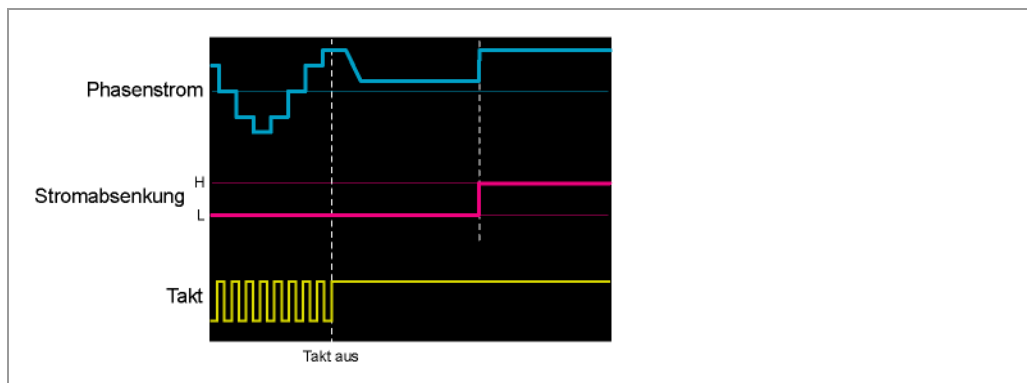 Phasenstrom
H
Stromabsenkung
L
Takt
Takt aus